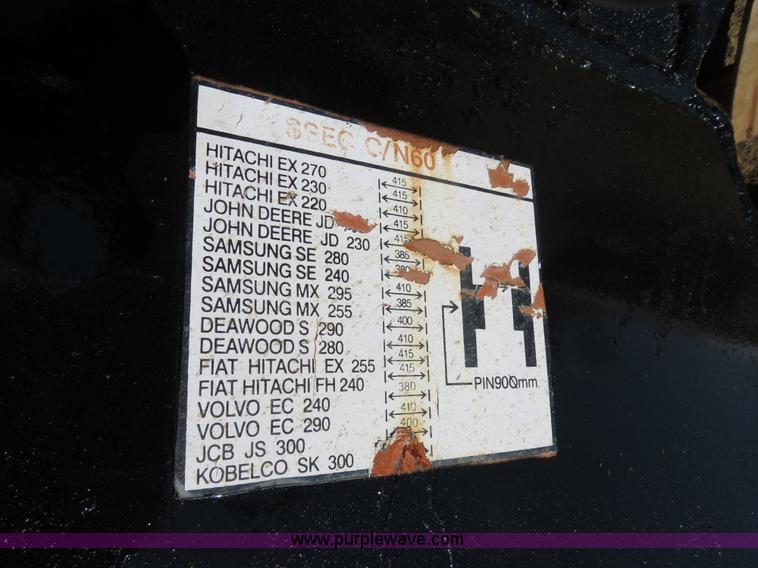 C/N60
HITACHI EX 270
HITACHI EX 230
HITACHI EX 220
JOHN DEERE JD
JOHN DEERE JD 230
SAMSUNG SE 280
SAMSUNG SE 240
SAMSUNG MX 295
SAMSUNG MX 255
DEAWOOD S 290
DEAWOOD S 280
FIAT HITACHI EX 255
FIAT HITACHI FH 240
VOLVO EC 240
VOLVO EC 290
JCB JS 300
KOBELCO SK 300
415
415
410
415
415
385
380
410
385
400
410
415
415
380
410
400
PIN90Qmm
www.purplewave.com